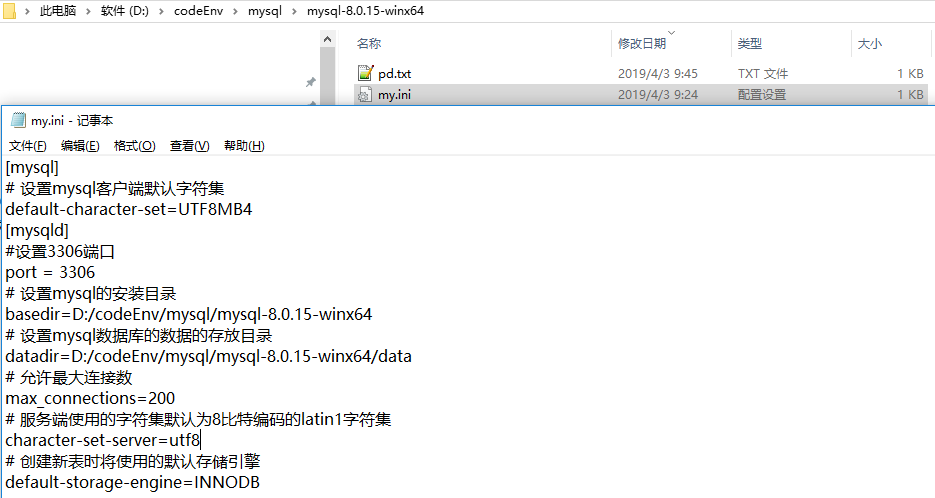 此电脑 > 软件 (D:) > codeEnv > mysql > mysql-8.0.15-winx64
名称 修改日期 类型 大小
pd.txt 2019/4/3 9:45 TXT 文件 1 KB
my.ini 2019/4/3 9:24 配置设置 1 KB
my.ini - 记事本
文件(F) 编辑(E) 格式(O) 查看(V) 帮助(H)
[mysql]
# 设置mysql客户端默认字符集
default-character-set=UTF8MB4
[mysqld]
#设置3306端口
port = 3306
# 设置mysql的安装目录
basedir=D:/codeEnv/mysql/mysql-8.0.15-winx64
# 设置mysql数据库的数据的存放目录
datadir=D:/codeEnv/mysql/mysql-8.0.15-winx64/data
# 允许最大连接数
max_connections=200
# 服务端使用的字符集默认为8比特编码的latin1字符集
character-set-server=utf8
# 创建新表时将使用的默认存储引擎
default-storage-engine=INNODB